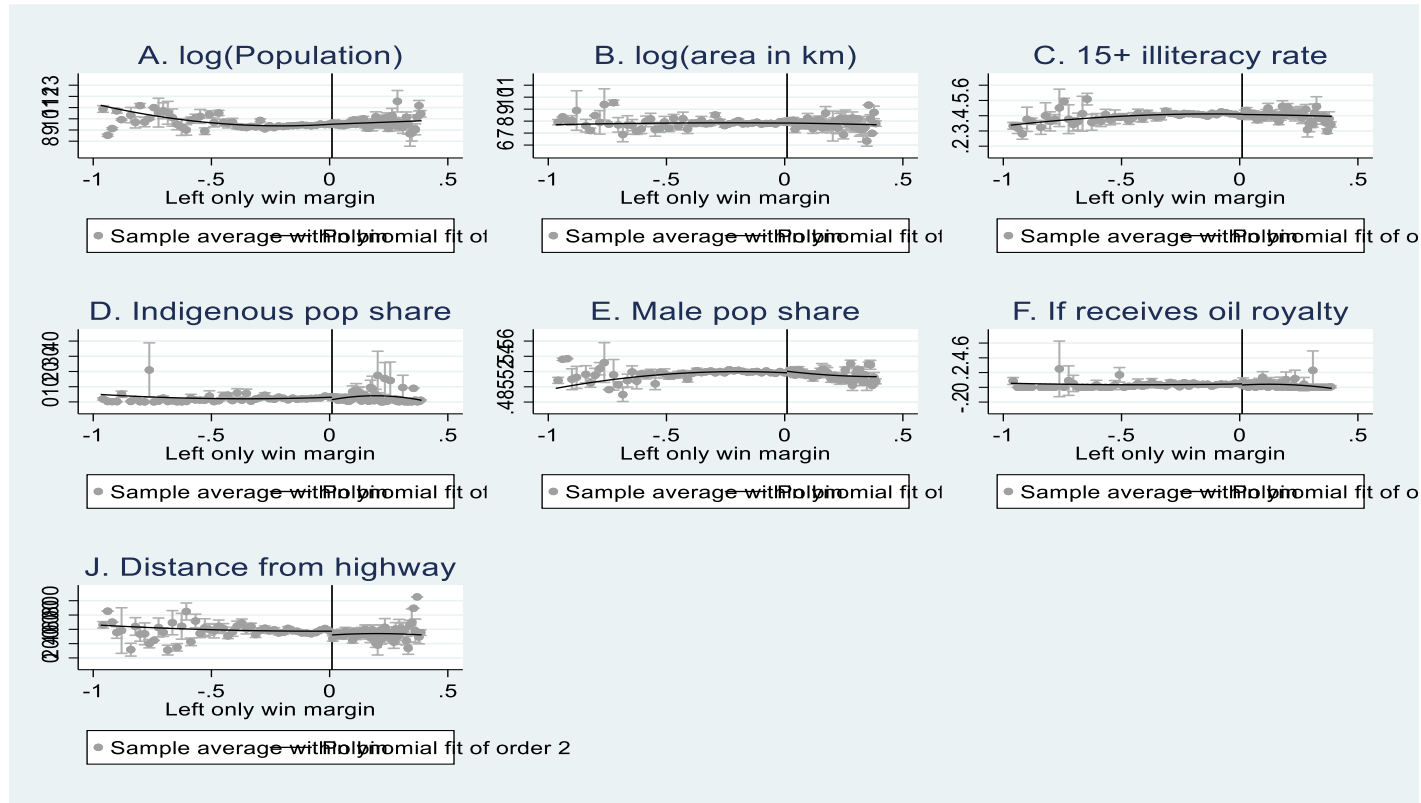 A. log(Population)
B. log(area in km)
C. 15+ illiteracy rate
-1 -.5 0 .5
-1 -.5 0 .5
-1 -.5 0 .5
Left only win margin
Left only win margin
Left only win margin
Sample average within bin Polynomial fit of
Sample average within bin Polynomial fit of
Sample average within bin Polynomial fit of o
D. Indigenous pop share
E. Male pop share
F. If receives oil royalty
-1 -.5 0 .5
-1 -.5 0 .5
-1 -.5 0 .5
Left only win margin
Left only win margin
Left only win margin
Sample average within bin Polynomial fit of
Sample average within bin Polynomial fit of
Sample average within bin Polynomial fit of o
J. Distance from highway
-1 -.5 0 .5
Left only win margin
Sample average within bin Polynomial fit of order 2